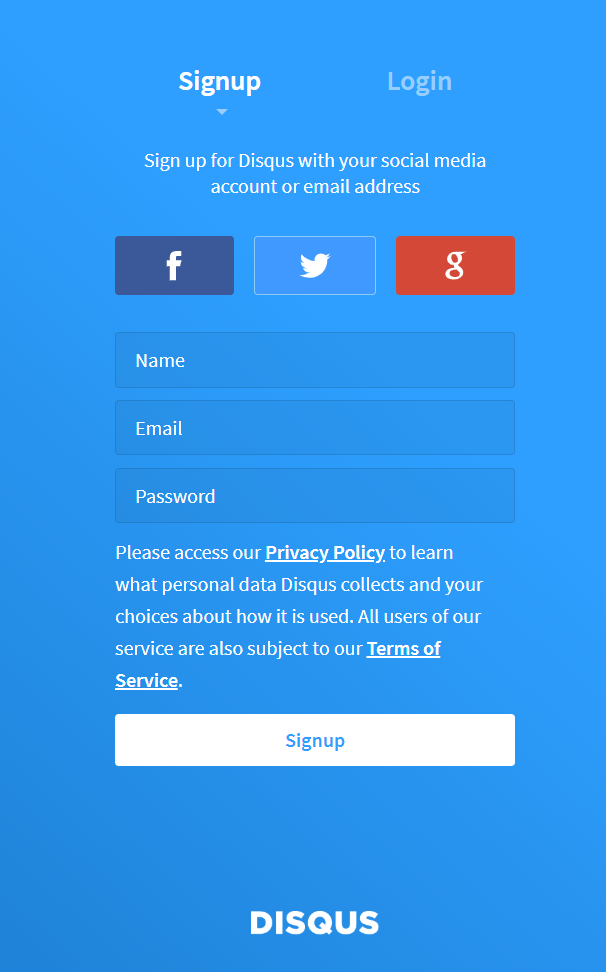 Signup
Login
Sign up for Disqus with your social media
account or email address
Name
Email
Password
Please access our Privacy Policy to learn
what personal data Disqus collects and your
choices about how it is used. All users of our
service are also subject to our Terms of
Service.
Signup
DISQUS